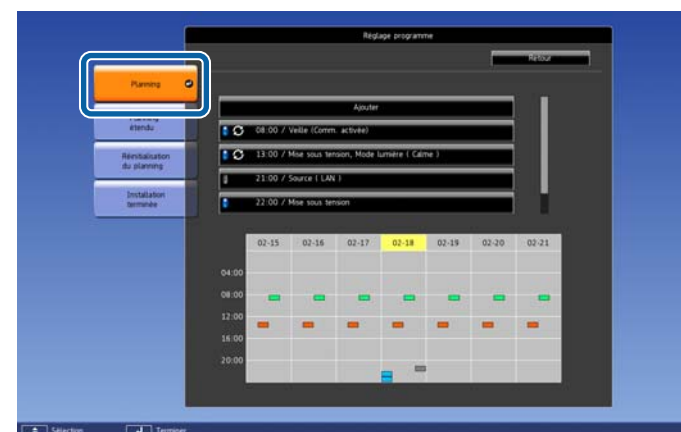 Réglage programme
Retour
Planning
étendu
Réinitialisation
du planning
Installation
terminée
Ajouter
08:00 / Veille (Comm. activée)
13:00 / Mise sous tension, Mode lumière ( Calme )
21:00 / Source ( LAN )
22:00 / Mise sous tension
02-15 02-16 02-17 02-18 02-19 02-20 02-21
04:00
08:00
12:00
16:00
20:00
Sélection Terminer